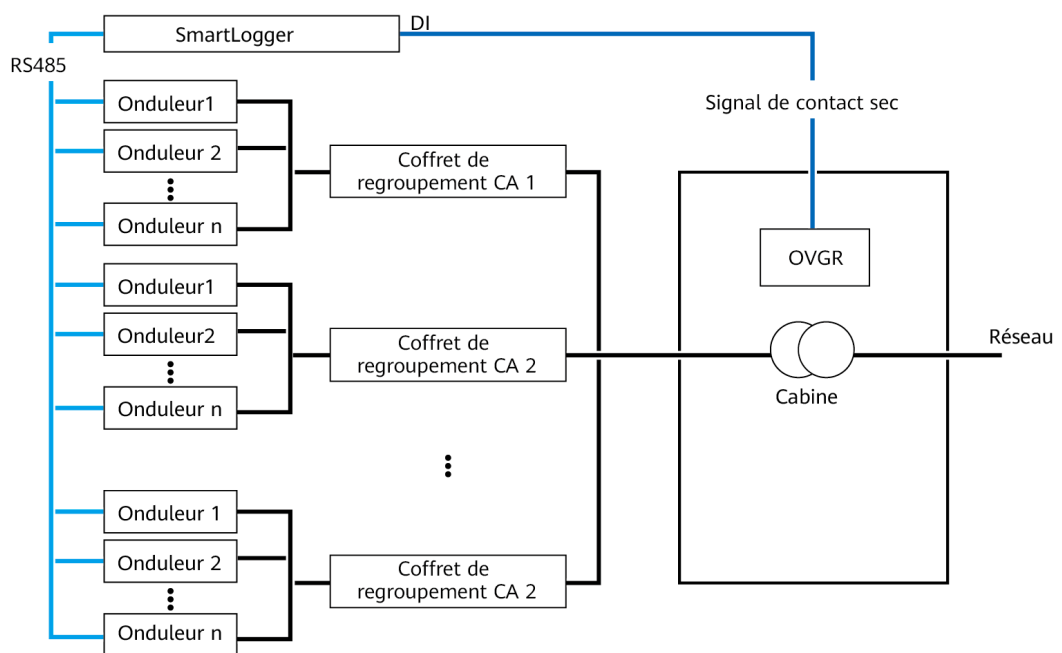 SmartLogger
DI
RS485
Onduleur1
Onduleur 2
Onduleur n
Coffret de
regroupement CA 1
Signal de contact sec
OVGR
Onduleur1
Onduleur2
Onduleur n
Coffret de
regroupement CA 2
Cabine
Réseau
Onduleur 1
Onduleur 2
Onduleur n
Coffret de
regroupement CA 2